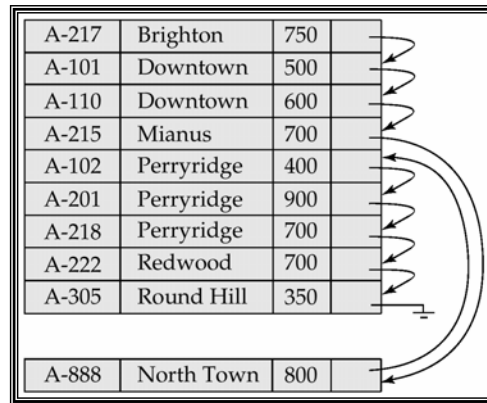 A-217 Brighton 750
A-101 Downtown 500
A-110 Downtown 600
A-215 Mianus 700
A-102 Perryridge 400
A-201 Perryridge 900
A-218 Perryridge 700
A-222 Redwood 700
A-305 Round Hill 350
A-888 North Town 800